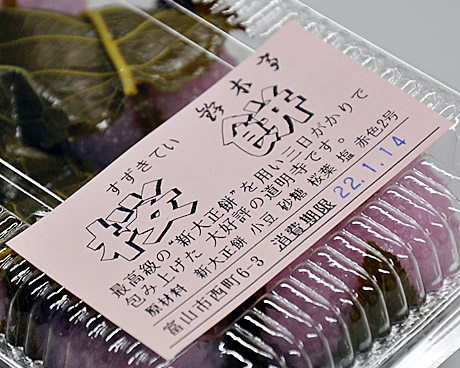 鈴木亭
すずきてい
桜餅
最高級の"新大正餅"を用い三日がかりで
包み上げた 大好評の道明寺です。
原材料 新大正餅 小豆 砂糖 桜葉 塩 赤色2号
富山市西町6-3 消費期限 22.1.14